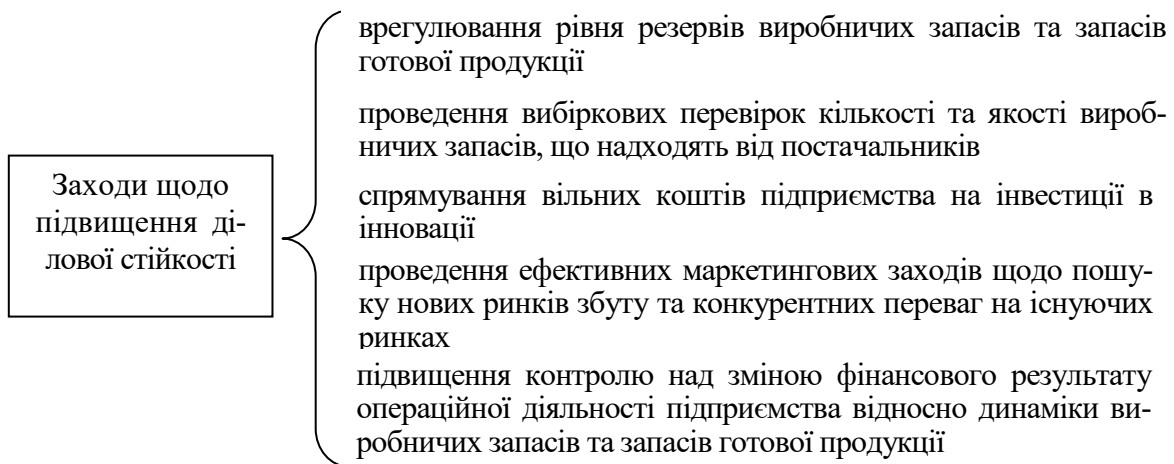 Заходи щодо
підвищення ді-
лової стійкості
врегулювання рівня резервів виробничих запасів та запасів
готової продукції
проведення вибіркових перевірок кількості та якості вироб-
ничих запасів, що надходять від постачальників
спрямування вільних коштів підприємства на інвестиції в
інновації
проведення ефективних маркетингових заходів щодо пошу-
ку нових ринків збуту та конкурентних переваг на існуючих
ринках
підвищення контролю над зміною фінансового результату
операційної діяльності підприємства відносно динаміки ви-
робничих запасів та запасів готової продукції